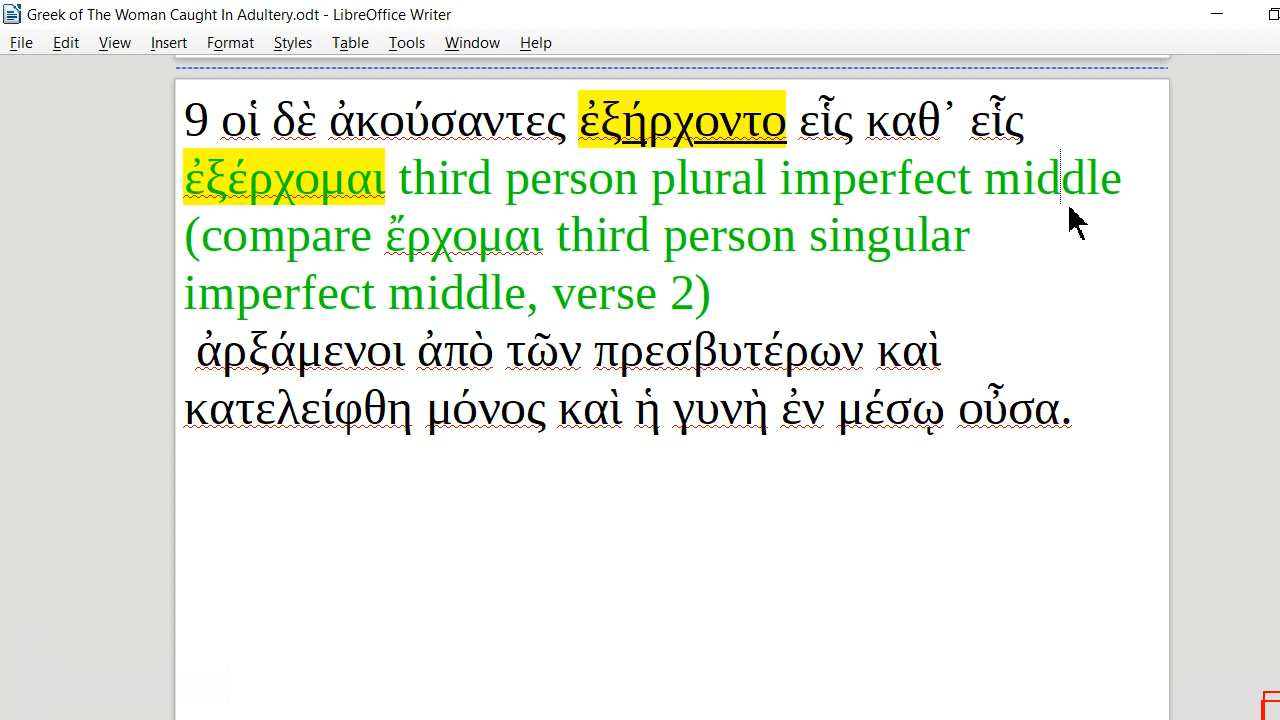 Greek of The Woman Caught In Adultery.odt - LibreOffice Writer
File Edit View Insert Format Styles Table Tools Window Help
9 οἱ δὲ ἀκούσαντες ἐξήρχοντο εἷς καθ᾽ εἷς
ἐξέρχομαι third person plural imperfect middle
(compare ἔρχομαι third person singular
imperfect middle, verse 2)
ἀρξάμενοι ἀπὸ τῶν πρεσβυτέρων καὶ
κατελείφθη μόνος καὶ ἡ γυνὴ ἐν μέσῳ οὖσα.